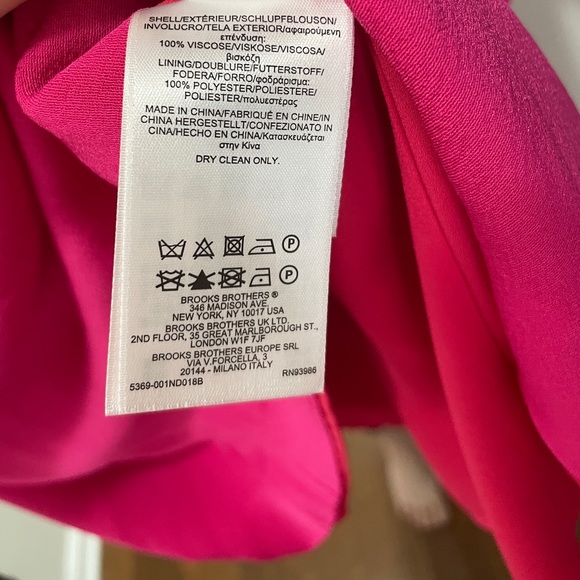 SHELL/EXTÉRIEUR/SCHLUPFBLOUSON/
INVOLUCRO/TELA EXTERIOR/αφαιρούμενη
επένδυση:
100% VISCOSE/VISKOSE/VISCOSA/
βισκόζη
LINING/DOUBLURE/FUTTERSTOFF/
FODERA/FORRO/φοδράρισμα:
100% POLYESTER/POLIESTERE/
POLIESTER/πολυεστέρας
MADE IN CHINA/FABRIQUÉ EN CHINE/IN
CHINA HERGESTELLT/CONFEZIONATO IN
CINA/HECHO EN CHINA/Κατασκευάζεται
στην Κίνα
DRY CLEAN ONLY.
P
P
BROOKS BROTHERS ®
346 MADISON AVE
NEW YORK, NY 10017 USA
BROOKS BROTHERS UK LTD.
2ND FLOOR, 35 GREAT MARLBOROUGH ST.,
LONDON W1F 7JF
BROOKS BROTHERS EUROPE SRL
VIA V.FORCELLA, 3
20144 - MILANO ITALY
5369-001ND018B RN93986